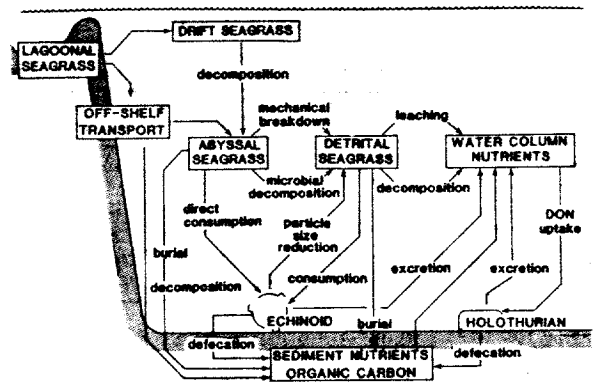 DRIFT SEAGRASS
LAGOONAL
SEAGRASS
decomposition
OFF-SHELF
TRANSPORT
mechanical
breakdown
leaching
ABYSSAL
SEAGRASS
DETRITAL
SEAGRASS
WATER COLUMN
NUTRIENTS
microbial
decomposition
decomposition
direct
consumption
particle
size
reduction
DON
uptake
burial
decomposition
consumption
excretion
excretion
ECHINOID
burial
HOLOTHURIAN
defecation
SEDIMENT NUTRIENTS
ORGANIC CARBON
defecation